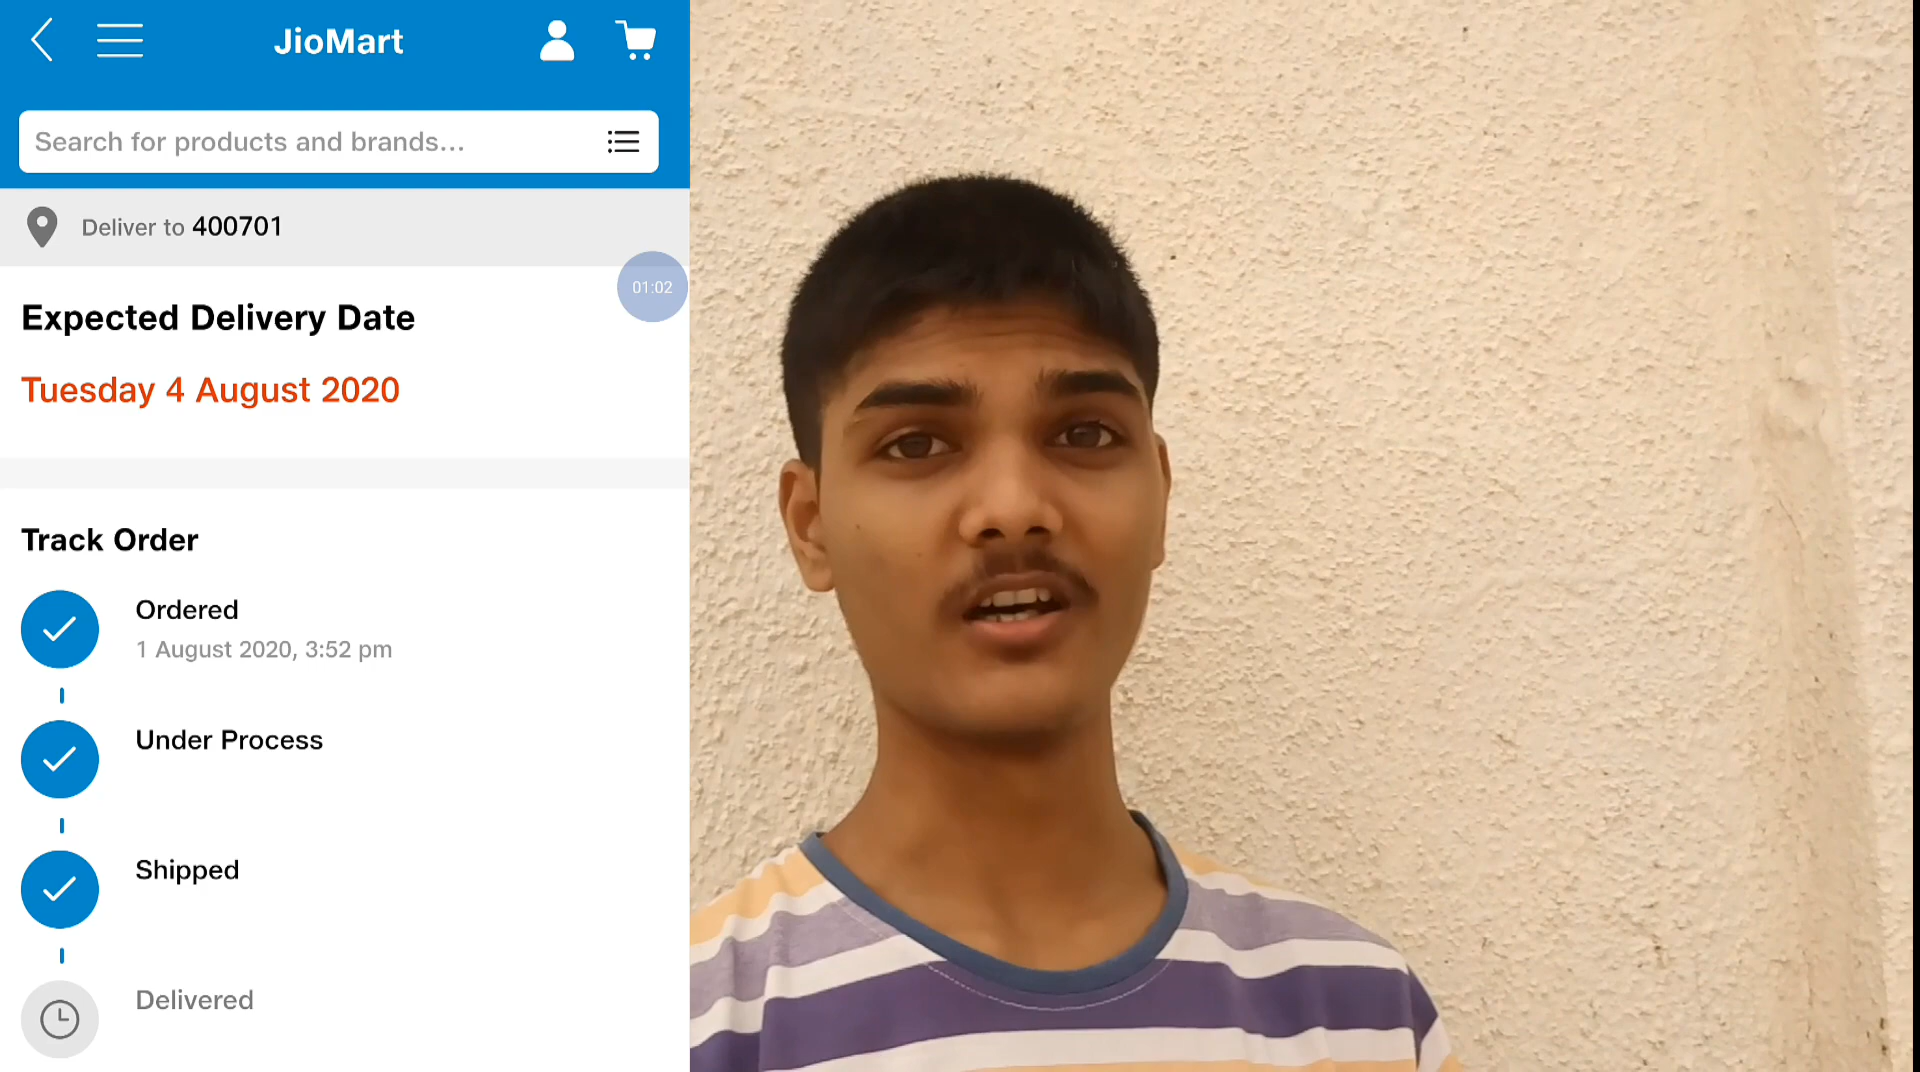 JioMart
Search for products and brands...
Deliver to 400701
01:02
Expected Delivery Date
Tuesday 4 August 2020
Track Order
Ordered
1 August 2020, 3:52 pm
Under Process
Shipped
Delivered